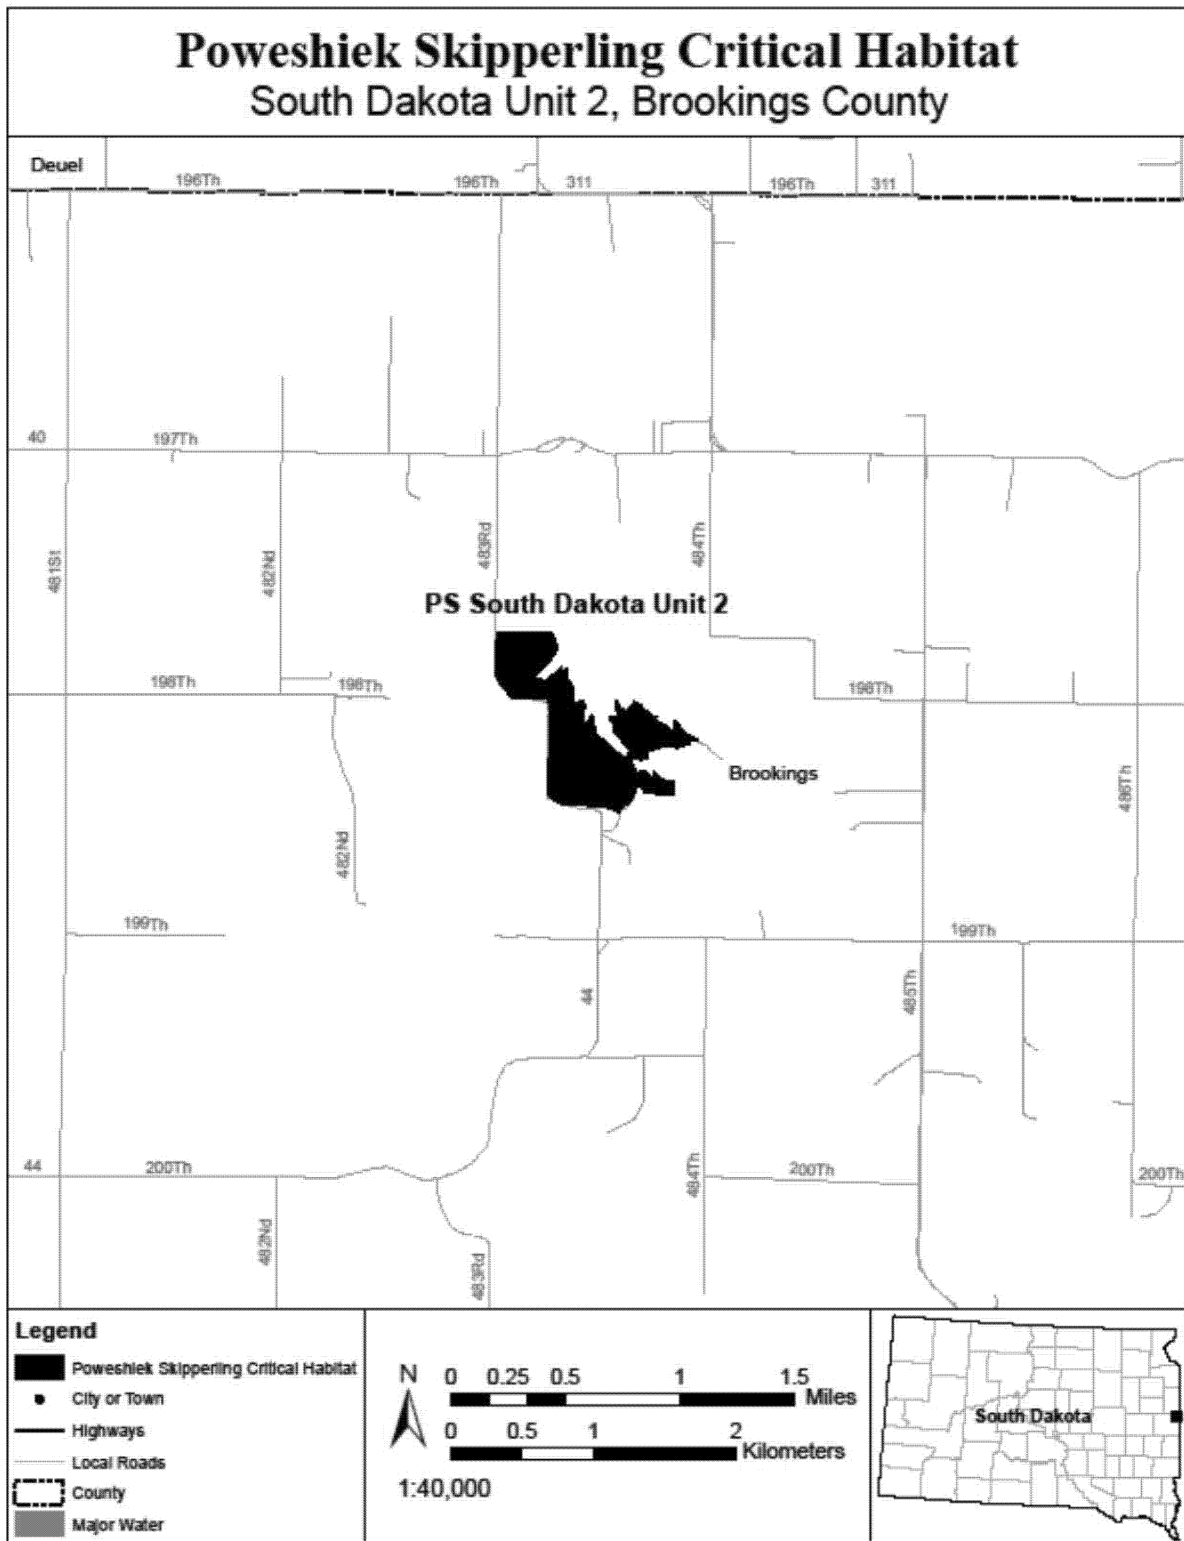 Poweshiek Skipperling Critical Habitat
South Dakota Unit 2, Brookings County
Deuel
196Th
196Th
311
196Th
311
40
197Th
481St
482Nd
483Rd
484Th
PS South Dakota Unit 2
198Th
198Th
198Th
Brookings
486Th
482Nd
199Th
199Th
44
485Th
44
200Th
484Th
200Th
200Th
482Nd
483Rd
Legend
Poweshiek Skipperling Critical Habitat
City or Town
Highways
Local Roads
County
Major Water
N
0 0.25 0.5 1 1.5
Miles
0 0.5 1 2
Kilometers
1:40,000
South Dakota